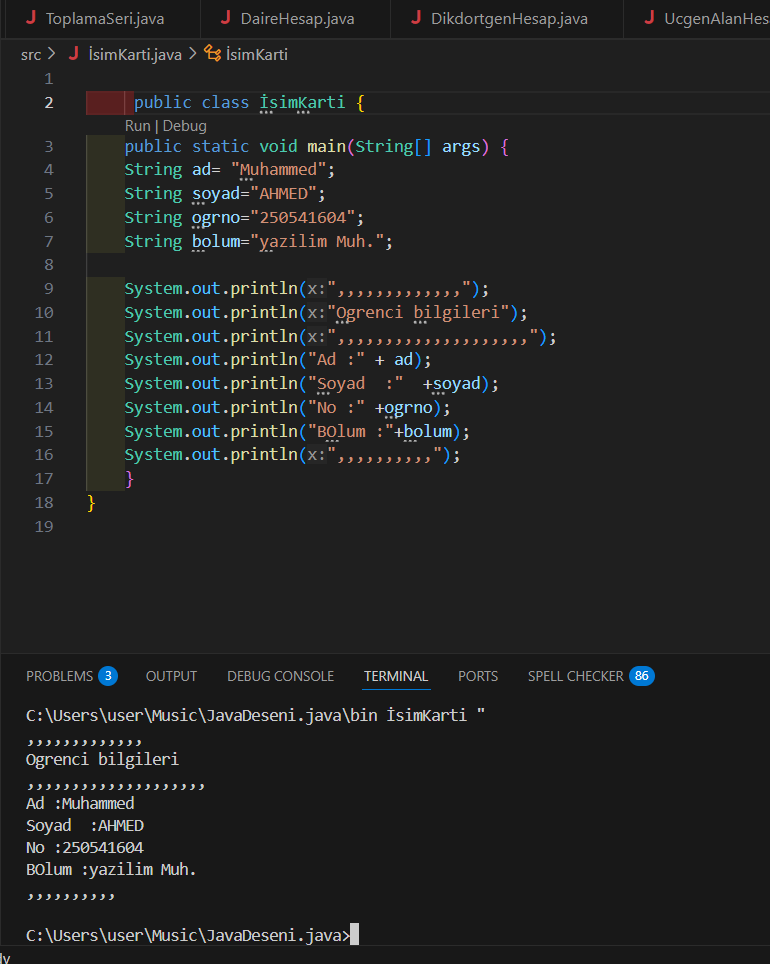 J ToplamaSeri.java J DaireHesap.java J DikdortgenHesap.java J UcgenAlanHes
src > J İsimKarti.java > İsimKarti
1
2 public class İsimKarti {
Run | Debug
3 public static void main(String[] args) {
4 String ad= "Muhammed";
5 String soyad="AHMED";
6 String ogrno="250541604";
7 String bolum="yazilim Muh.";
8
9 System.out.println(x:",,,,,,,,,,,,,");
10 System.out.println(x:"Ogrenci bilgileri");
11 System.out.println(x:",,,,,,,,,,,,,,,,,,,,");
12 System.out.println("Ad :" + ad);
13 System.out.println("Soyad  :"  +soyad);
14 System.out.println("No :" +ogrno);
15 System.out.println("BOlum :"+bolum);
16 System.out.println(x:",,,,,,,,,,");
17 }
18 }
19
PROBLEMS 3 OUTPUT DEBUG CONSOLE TERMINAL PORTS SPELL CHECKER 86
C:\Users\user\Music\JavaDeseni.java\bin İsimKarti "
,,,,,,,,,,,,,
Ogrenci bilgileri
,,,,,,,,,,,,,,,,,,,,
Ad :Muhammed
Soyad  :AHMED
No :250541604
BOlum :yazilim Muh.
,,,,,,,,,,
C:\Users\user\Music\JavaDeseni.java>